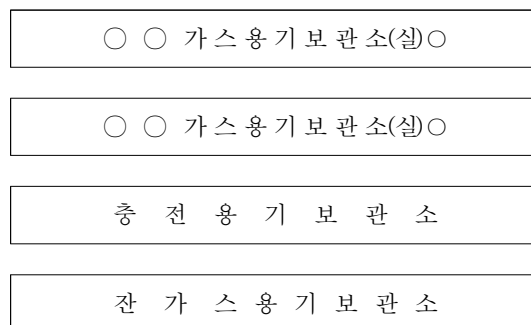 ○ ○ 가 스 용 기 보 관 소(실)○
○ ○ 가 스 용 기 보 관 소(실)○
충 전 용 기 보 관 소
잔 가 스 용 기 보 관 소